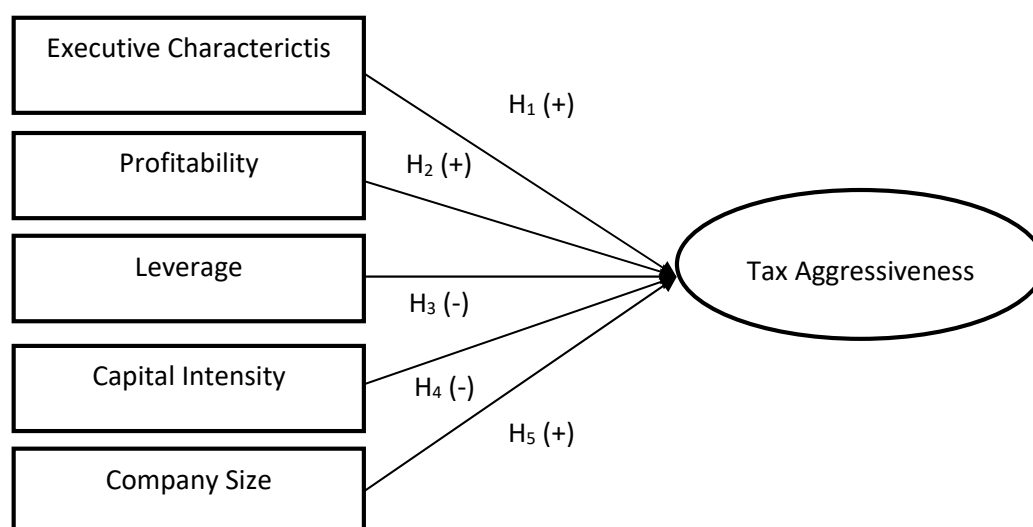 Executive Characterictis
H₁ (+)
Profitability
H₂ (+)
Leverage
Tax Aggressiveness
H₃ (-)
Capital Intensity
H₄ (-)
H₅ (+)
Company Size